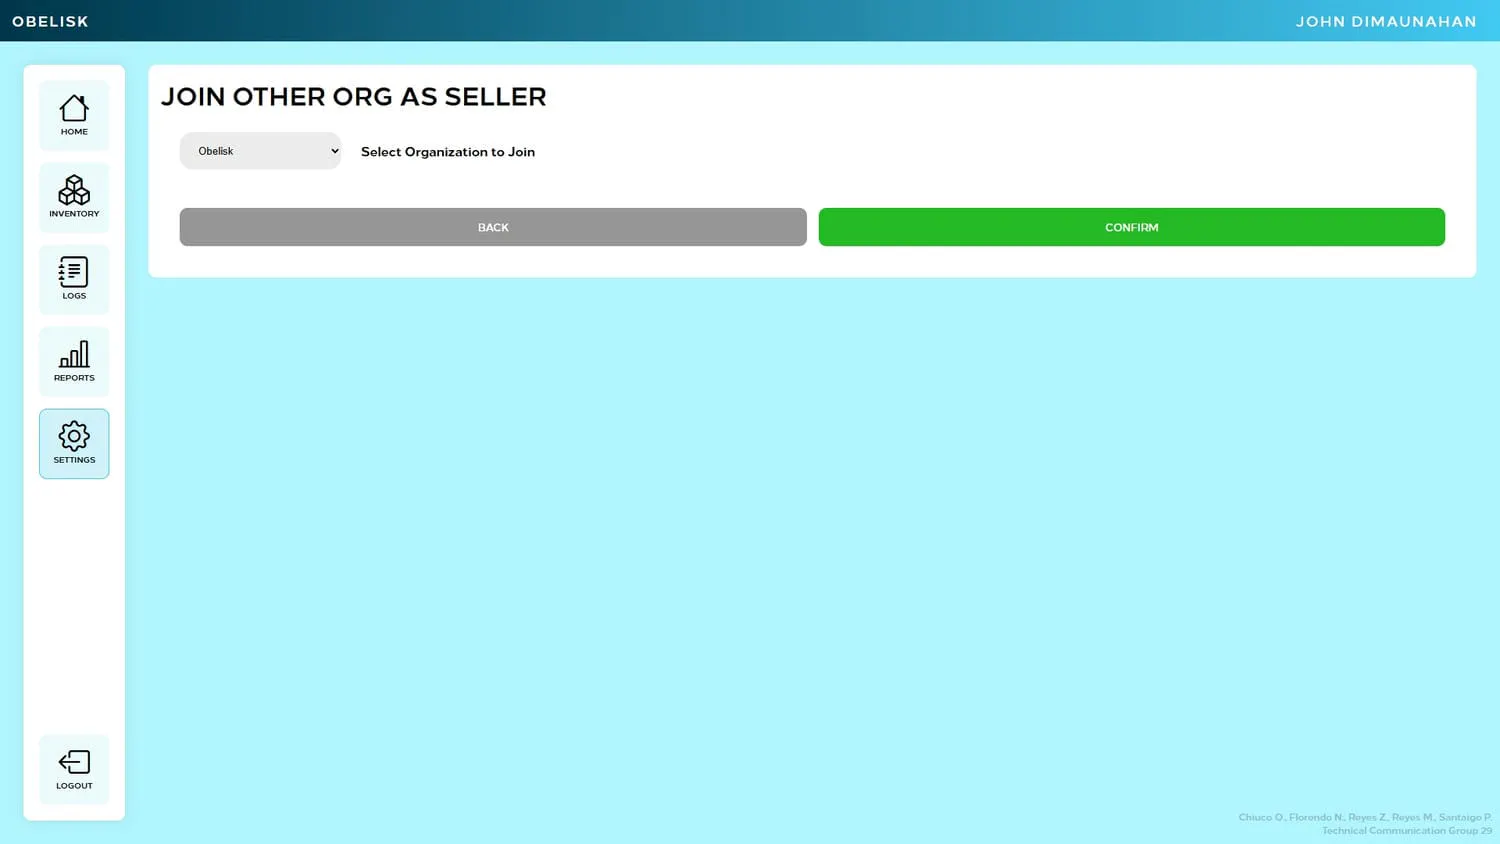 OBELISK
JOHN DIMAUNAHAN
HOME
INVENTORY
LOGS
REPORTS
SETTINGS
LOGOUT
JOIN OTHER ORG AS SELLER
Obelisk
Select Organization to Join
BACK
CONFIRM
Chiuco O., Florendo N., Reyes Z., Reyes M., Santaigo P.
Technical Communication Group 29